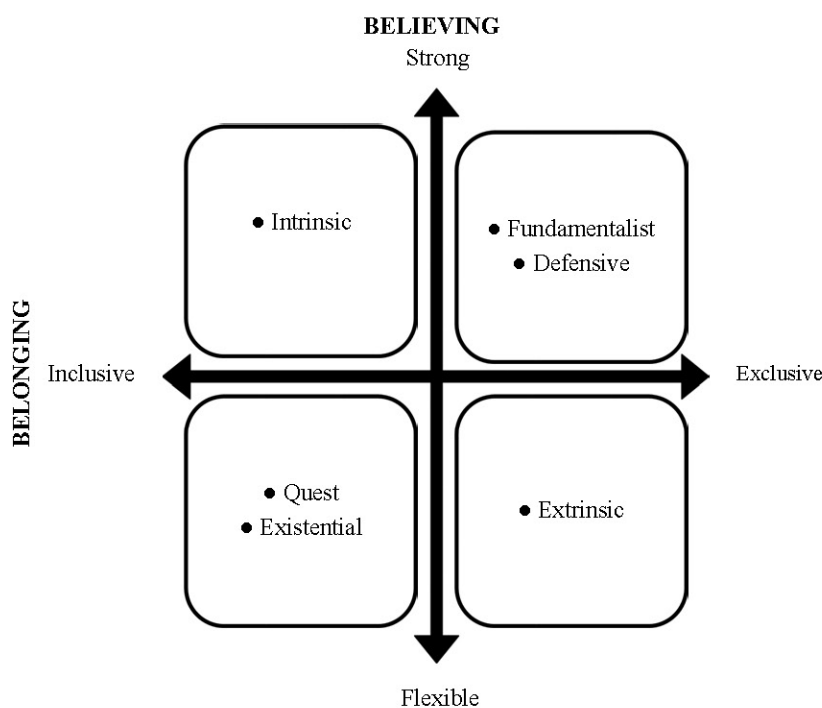 BELIEVING
Strong
• Intrinsic
• Fundamentalist
• Defensive
BELONGING
Inclusive
Exclusive
• Quest
• Existential
• Extrinsic
Flexible